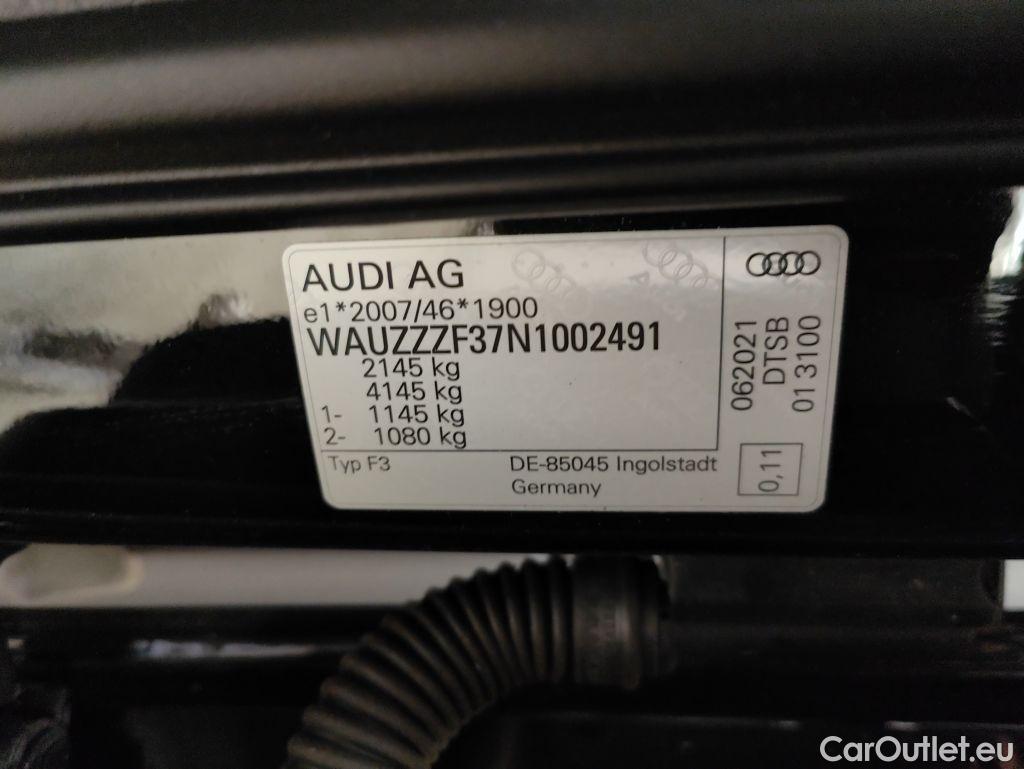 AUDI AG
e1*2007/46*1900
WAUZZZF37N1002491
2145 kg
4145 kg
1- 1145 kg
2- 1080 kg
Typ F3
DE-85045 Ingolstadt
Germany
062021
DTSB
013100
0,11
CarOutlet.eu